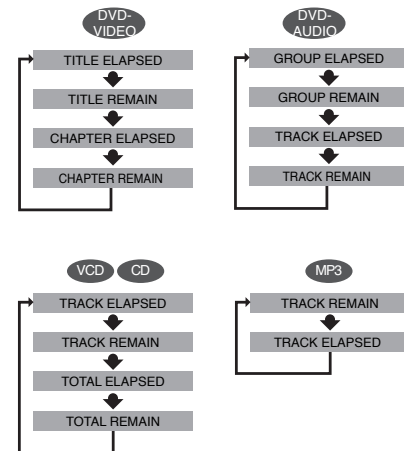 DVD-
VIDEO
TITLE ELAPSED
TITLE REMAIN
CHAPTER ELAPSED
CHAPTER REMAIN
DVD-
AUDIO
GROUP ELAPSED
GROUP REMAIN
TRACK ELAPSED
TRACK REMAIN
VCD CD
TRACK ELAPSED
TRACK REMAIN
TOTAL ELAPSED
TOTAL REMAIN
MP3
TRACK REMAIN
TRACK ELAPSED